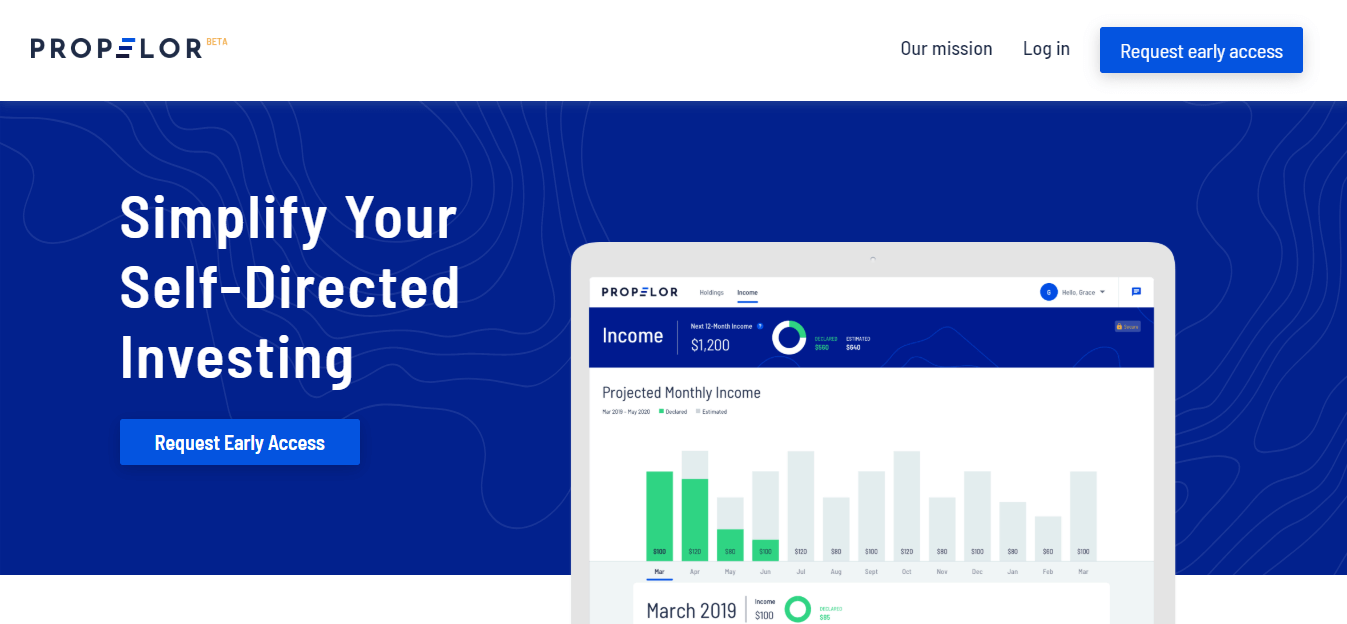 PROPELOR BETA
Our mission
Log in
Request early access
Simplify Your
Self-Directed
Investing
Request Early Access
PROPELOR
Holdings
Income
G
Hello, Grace
Income
Next 12-Month Income ?
$1,200
DECLARED
$560
ESTIMATED
$640
Secure
Projected Monthly Income
Mar 2019 - May 2020
Declared
Estimated
$100 $120 $80 $100 $120 $80 $100 $120 $80 $100 $80 $60 $100
Mar Apr May Jun Jul Aug Sept Oct Nov Dec Jan Feb Mar
March 2019
Income
$100
DECLARED
$85